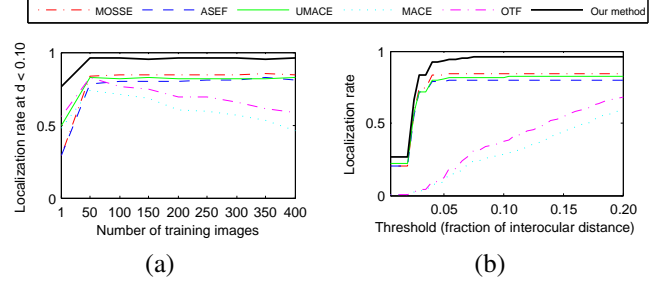 MOSSE ASEF UMACE MACE OTF Our method
Localization rate at d < 0.10
1
0.5
0
1 50 100 150 200 250 300 350 400
Number of training images
(a)
Localization rate
1
0.5
0
0.05 0.10 0.15 0.20
Threshold (fraction of interocular distance)
(b)